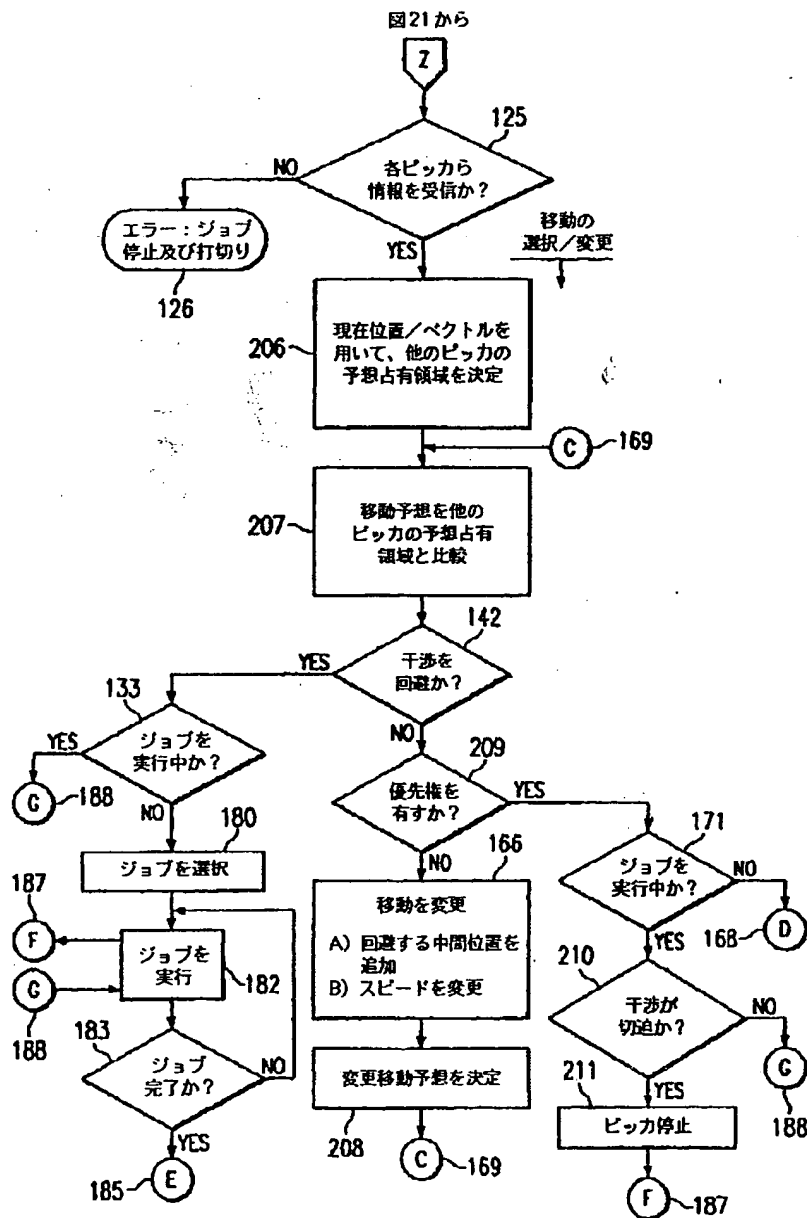 図21から
Z
125
各ピッカら
情報を受信か？
NO
エラー：ジョブ
停止及び打切り
126
YES
移動の
選択／変更
206
現在位置／ベクトルを
用いて、他のピッカの
予想占有領域を決定
C
169
207
移動予想を他の
ピッカの予想占有
領域と比較
142
干渉を
回避か？
YES
NO
133
ジョブを
実行中か？
YES
G
188
NO
180
ジョブを選択
187
F
ジョブを
実行
182
G
188
183
ジョブ
完了か？
NO
YES
185
E
209
優先権を
有すか？
YES
NO
166
移動を変更
A）回避する中間位置を
追加
B）スピードを変更
変更移動予想を決定
208
C
169
171
ジョブを
実行中か？
NO
D
168
YES
210
干渉が
切迫か？
NO
G
188
YES
211
ピッカ停止
F
187